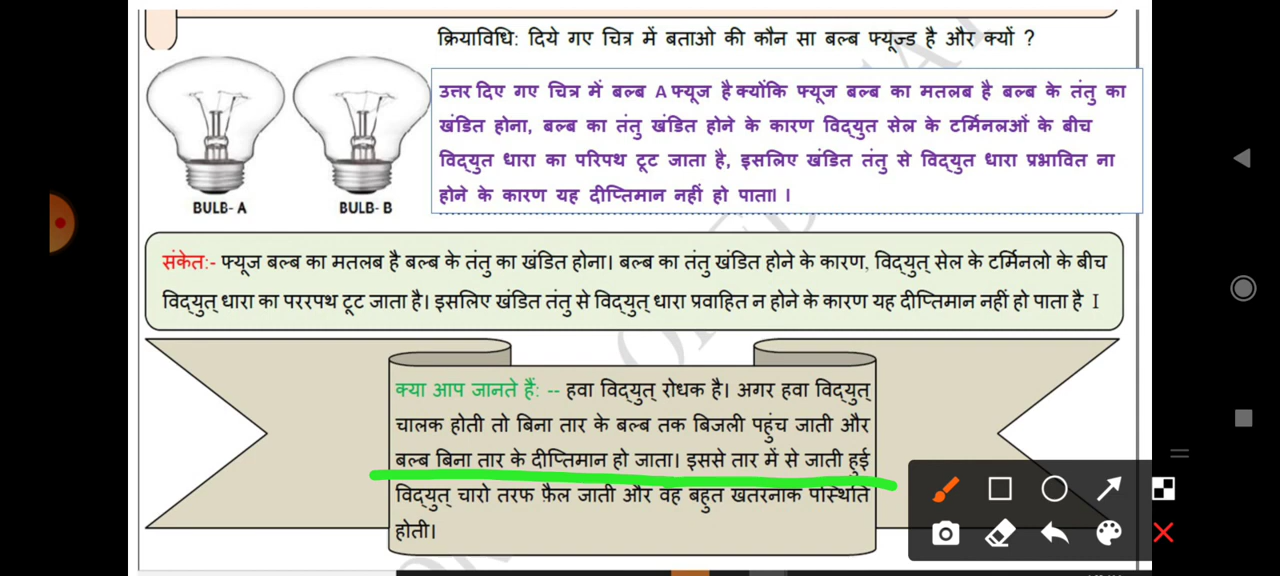 क्रियाविधि: दिये गए चित्र में बताओ की कौन सा बल्ब फ्यूज्ड है और क्यों ?
उत्तर दिए गए चित्र में बल्ब A फ्यूज है क्योंकि फ्यूज बल्ब का मतलब है बल्ब के तंतु का
खंडित होना, बल्ब का तंतु खंडित होने के कारण विद्युत सेल के टर्मिनलओं के बीच
विद्युत धारा का परिपथ टूट जाता है, इसलिए खंडित तंतु से विद्युत धारा प्रभावित ना
होने के कारण यह दीप्तिमान नहीं हो पाता। ।
BULB- A
BULB- B
संकेत:- फ्यूज बल्ब का मतलब है बल्ब के तंतु का खंडित होना। बल्ब का तंतु खंडित होने के कारण, विद्युत् सेल के टर्मिनलो के बीच
विद्युत् धारा का पररपथ टूट जाता है। इसलिए खंडित तंतु से विद्युत् धारा प्रवाहित न होने के कारण यह दीप्तिमान नहीं हो पाता है I
क्या आप जानते हैं: -- हवा विद्युत् रोधक है। अगर हवा विद्युत्
चालक होती तो बिना तार के बल्ब तक बिजली पहुंच जाती और
बल्ब बिना तार के दीप्तिमान हो जाता। इससे तार में से जाती हुई
विद्युत् चारो तरफ फ़ैल जाती और वह बहुत खतरनाक पस्थिति
होती।